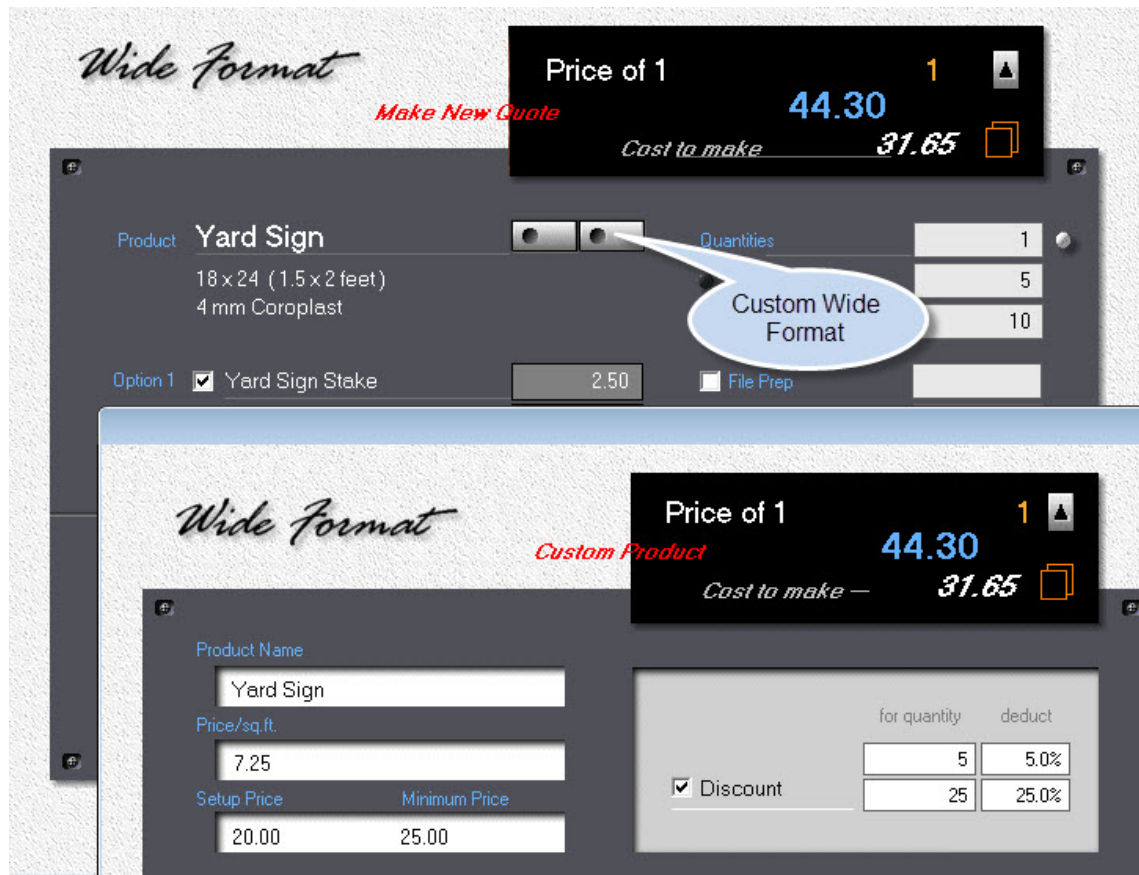 Wide Format
Price of 1 1
Make New Quote
44.30
Cost to make 31.65
Product Yard Sign
Quantities 1
18 x 24 (1.5 x 2 feet)
5
4 mm Coroplast
Custom Wide
Format
10
Option 1 Yard Sign Stake 2.50
File Prep
Wide Format
Price of 1 1
Custom Product
44.30
Cost to make — 31.65
Product Name
Yard Sign
Price/sq.ft.
7.25
Setup Price Minimum Price
20.00 25.00
for quantity deduct
5 5.0%
Discount
25 25.0%